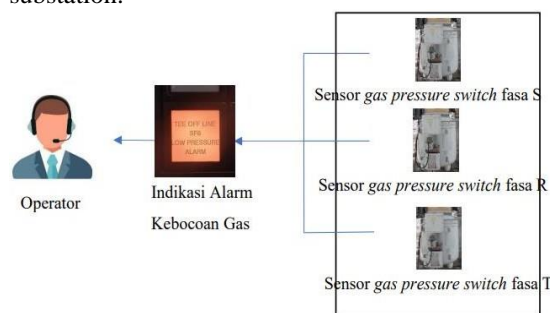 substation.
Sensor gas pressure switch fasa S
TEE OFF LINE
SF6
LOW PRESSURE
ALARM
Sensor gas pressure switch fasa R
Indikasi Alarm
Kebocoan Gas
Operator
Sensor gas pressure switch fasa T